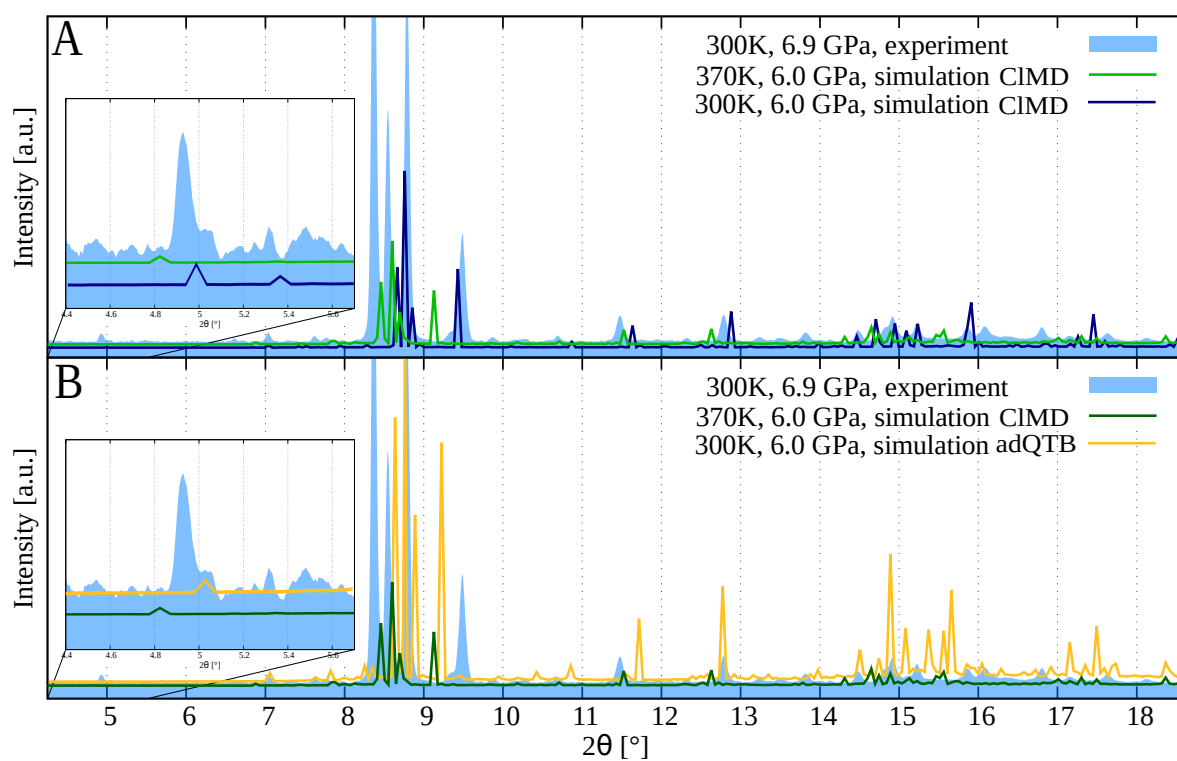 A
300K, 6.9 GPa, experiment
370K, 6.0 GPa, simulation ClMD
300K, 6.0 GPa, simulation ClMD
Intensity [a.u.]
4.4 4.6 4.8 5 5.2 5.4 5.6
2θ [°]
B
300K, 6.9 GPa, experiment
370K, 6.0 GPa, simulation ClMD
300K, 6.0 GPa, simulation adQTB
Intensity [a.u.]
4.4 4.6 4.8 5 5.2 5.4 5.6
2θ [°]
5 6 7 8 9 10 11 12 13 14 15 16 17 18
2θ [°]